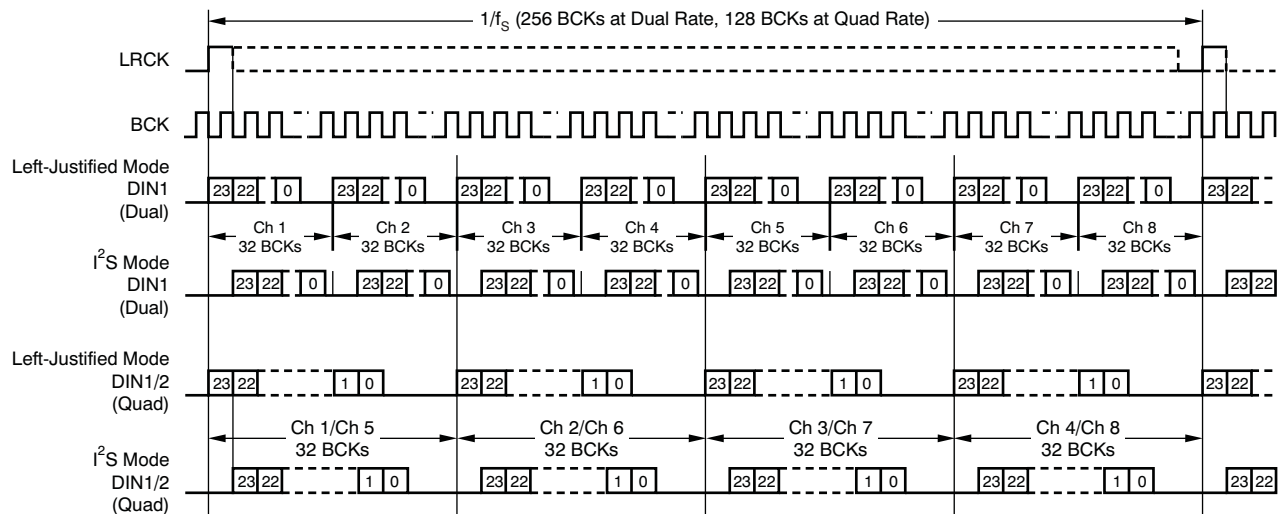 1/fS (256 BCKs at Dual Rate, 128 BCKs at Quad Rate)
LRCK
BCK
Left-Justified Mode
DIN1
(Dual)
23 22 0 23 22 0 23 22 0 23 22 0 23 22 0 23 22 0 23 22 0 23 22 0 23 22
Ch 1 Ch 2 Ch 3 Ch 4 Ch 5 Ch 6 Ch 7 Ch 8
32 BCKs 32 BCKs 32 BCKs 32 BCKs 32 BCKs 32 BCKs 32 BCKs 32 BCKs
I2S Mode
DIN1
(Dual)
23 22 0 23 22 0 23 22 0 23 22 0 23 22 0 23 22 0 23 22 0 23 22 0 23 22
Left-Justified Mode
DIN1/2
(Quad)
23 22 1 0 23 22 1 0 23 22 1 0 23 22 1 0 23 22
Ch 1/Ch 5 Ch 2/Ch 6 Ch 3/Ch 7 Ch 4/Ch 8
32 BCKs 32 BCKs 32 BCKs 32 BCKs
I2S Mode
DIN1/2
(Quad)
23 22 1 0 23 22 1 0 23 22 1 0 23 22 1 0 23 22